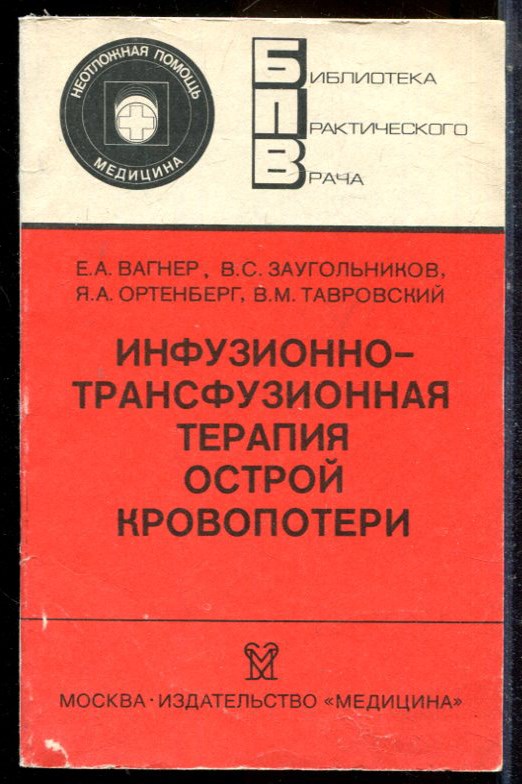 НЕОТЛОЖНАЯ ПОМОЩЬ
МЕДИЦИНА
БИБЛИОТЕКА
ПРАКТИЧЕСКОГО
ВРАЧА
Е.А. ВАГНЕР, В.С. ЗАУГОЛЬНИКОВ,
Я.А. ОРТЕНБЕРГ, В.М. ТАВРОВСКИЙ
ИНФУЗИОННО-
ТРАНСФУЗИОННАЯ
ТЕРАПИЯ
ОСТРОЙ
КРОВОПОТЕРИ
М
МОСКВА · ИЗДАТЕЛЬСТВО «МЕДИЦИНА»